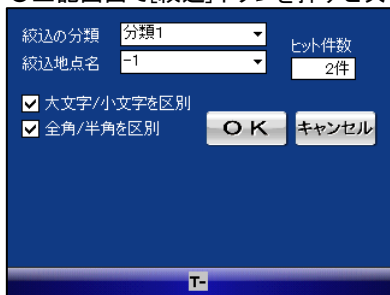 絞込の分類 分類1
ヒット件数
絞込地点名 -1
2件
大文字/小文字を区別
全角/半角を区別
ＯＫ キャンセル
T-